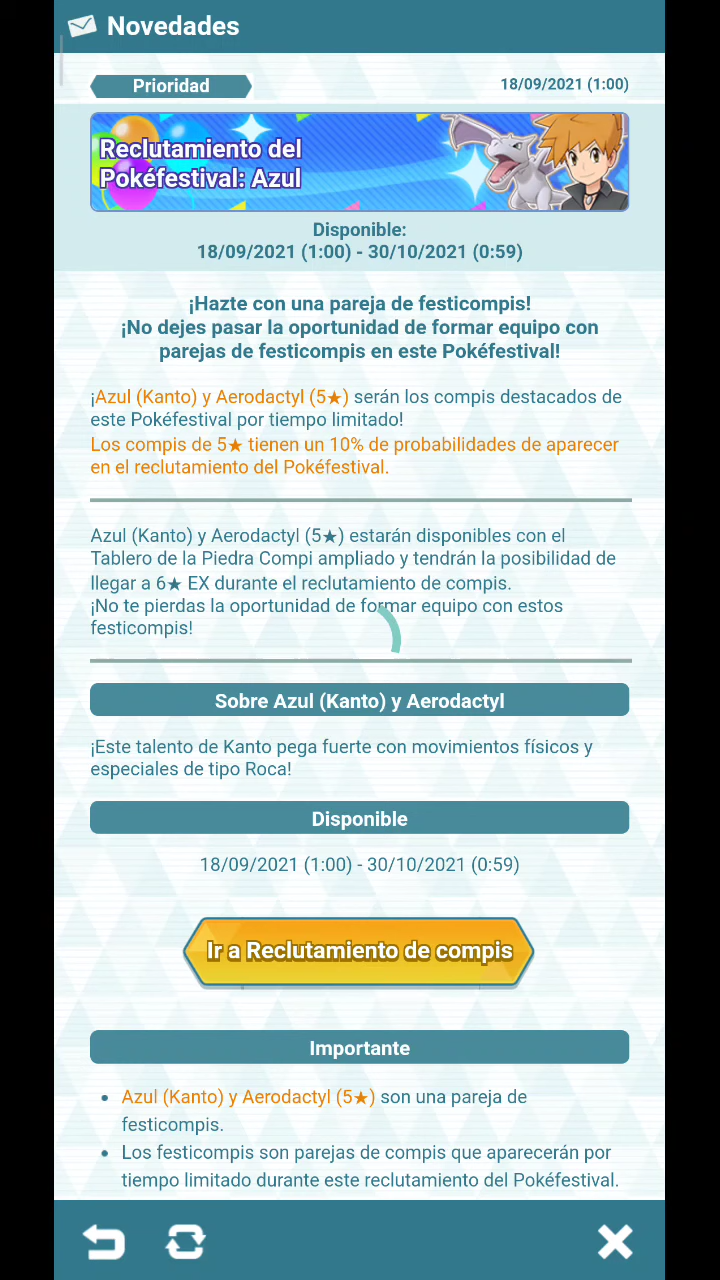 Novedades
Prioridad
18/09/2021 (1:00)
Reclutamiento del
Pokéfestival: Azul
Disponible:
18/09/2021 (1:00) - 30/10/2021 (0:59)
¡Hazte con una pareja de festicompis!
¡No dejes pasar la oportunidad de formar equipo con
parejas de festicompis en este Pokéfestival!
¡Azul (Kanto) y Aerodactyl (5★) serán los compis destacados de
este Pokéfestival por tiempo limitado!
Los compis de 5★ tienen un 10% de probabilidades de aparecer
en el reclutamiento del Pokéfestival.
Azul (Kanto) y Aerodactyl (5★) estarán disponibles con el
Tablero de la Piedra Compi ampliado y tendrán la posibilidad de
llegar a 6★ EX durante el reclutamiento de compis.
¡No te pierdas la oportunidad de formar equipo con estos
festicompis!
Sobre Azul (Kanto) y Aerodactyl
¡Este talento de Kanto pega fuerte con movimientos físicos y
especiales de tipo Roca!
Disponible
18/09/2021 (1:00) - 30/10/2021 (0:59)
Ir a Reclutamiento de compis
Importante
• Azul (Kanto) y Aerodactyl (5★) son una pareja de
festicompis.
• Los festicompis son parejas de compis que aparecerán por
tiempo limitado durante este reclutamiento del Pokéfestival.